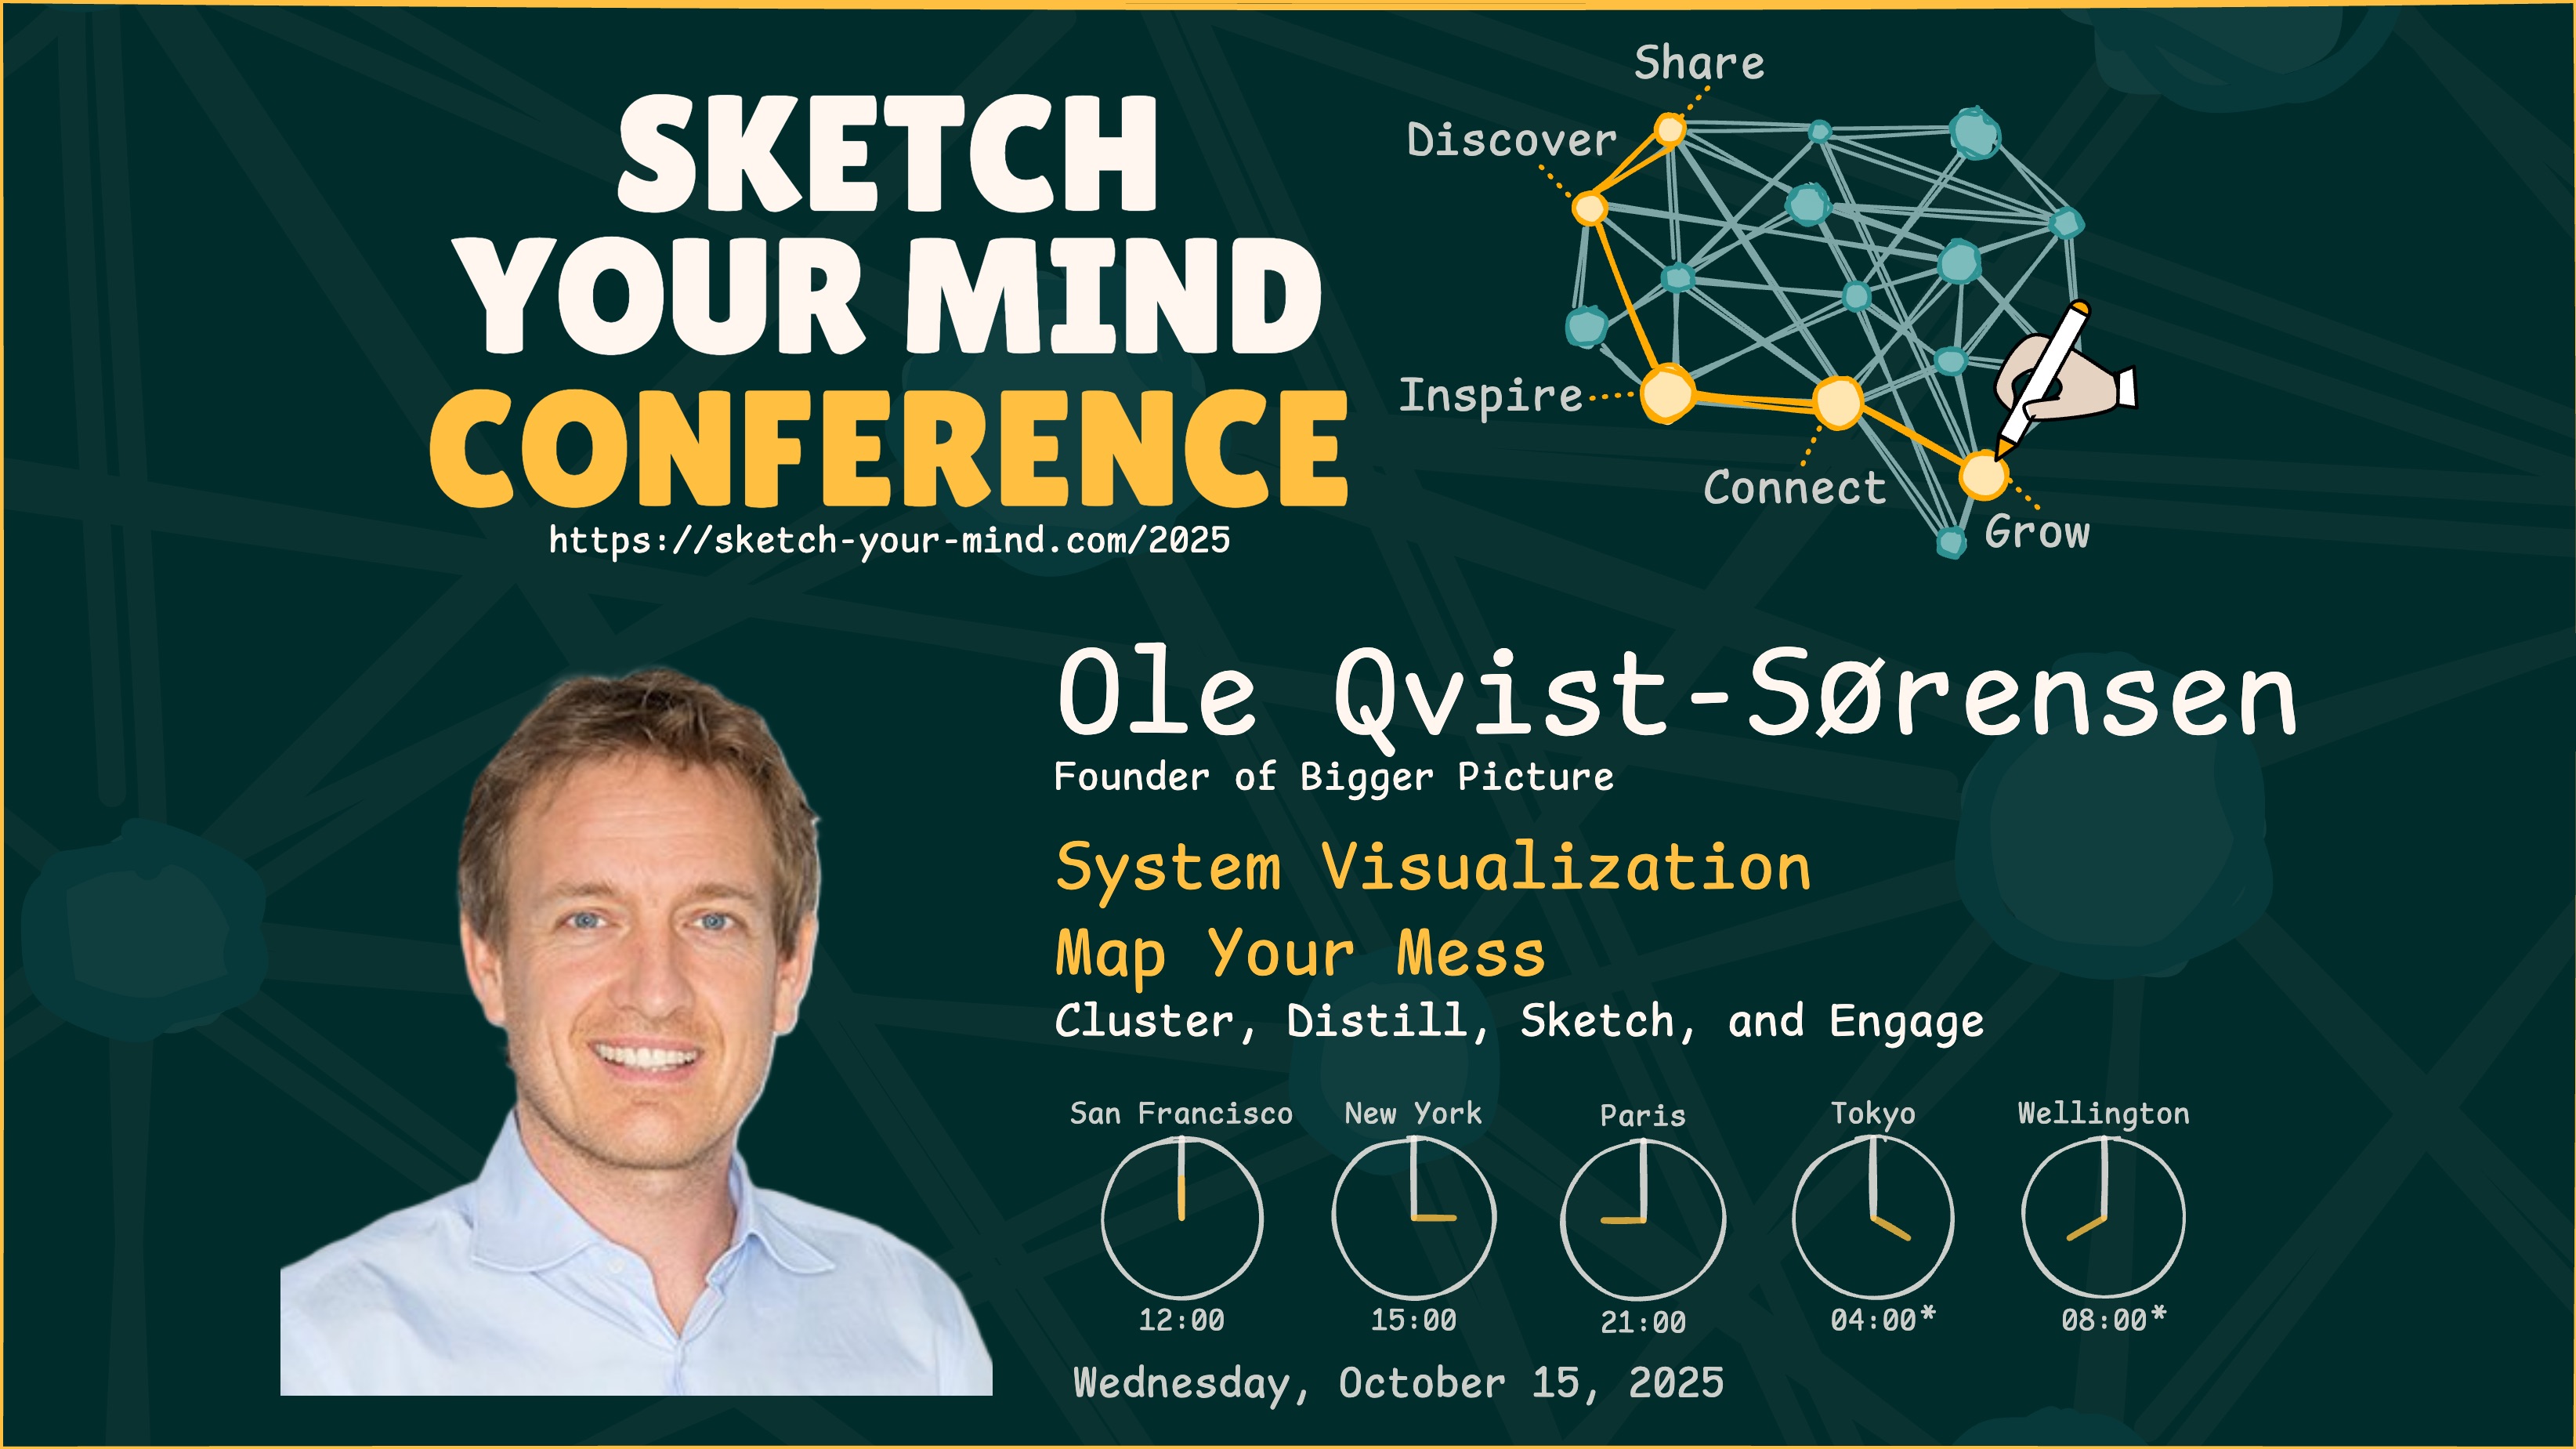 SKETCH
YOUR MIND
CONFERENCE
https://sketch-your-mind.com/2025
Share
Discover
Inspire
Connect
Grow
Ole Qvist-Sørensen
Founder of Bigger Picture
System Visualization
Map Your Mess
Cluster, Distill, Sketch, and Engage
San Francisco New York Paris Tokyo Wellington
12:00 15:00 21:00 04:00* 08:00*
Wednesday, October 15, 2025